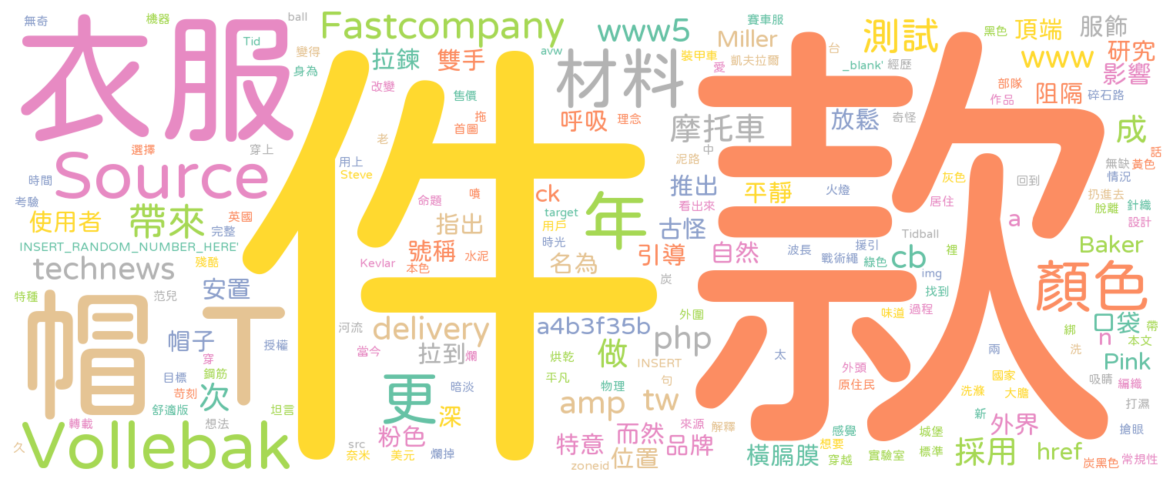 無奇 機器 ball
衣服
Tid 變得 身為
Fastcompany
拉鍊 雙手
改變 售價 拖 首圖
avw
www5
材料
Miller
裝甲車 愛 凱夫拉爾
賽車服
台
_blank' 經歷
測試
www
黑色 頂端
服飾
研究
影響
部隊 作品
阻隔
碎石路
件
款
呼吸 理念
摩托車
放鬆 奇怪
成
話
黃色
無缺
情況
選擇 穿上
Source
老
用上
Steve
中
泥路
時間
考驗
使用者
帶來
英國
完整
命題 噴
ck
推出
看出來
平靜
火燈
灰色
居住
回到
扔進去
脫離 針織
設計
指出
target
用戶
時光
年
古怪
Tidball
a
帶
綁
INSERT_RANDOM_NUMBER_HERE'
殘酷
technews
號稱
本色 水泥
Kevlar
名為
引導
自然
波長
援引
戰術繩 綠色
裡
img
cb
Baker
找到
顏色
特種 范兒
安置
炭
味道 過程
帽
T
河流
delivery
a4b3f35b
外圍
php
口袋
本文
n
帽子
授權
當今
拉到
爛
烘乾
做
INSERT
太
外頭
原住民
兩
Pink
穿
目標 鋼筋
苛刻
舒適版
次
坦言
更
暗淡
平凡
物理
句
tw
國家
洗滌 大腦
洗
吸睛 編織
轉載
想法
深
amp
來源
解釋
打濕
新
久
Vollebak
粉色
src
奈米 美元
爛掉
特意
zoneid
而然
位置
品牌
橫膈膜
感覺
想要
穿越
實驗室
城堡
標準
採用
外界
href
搶眼
炭黑色
常規性